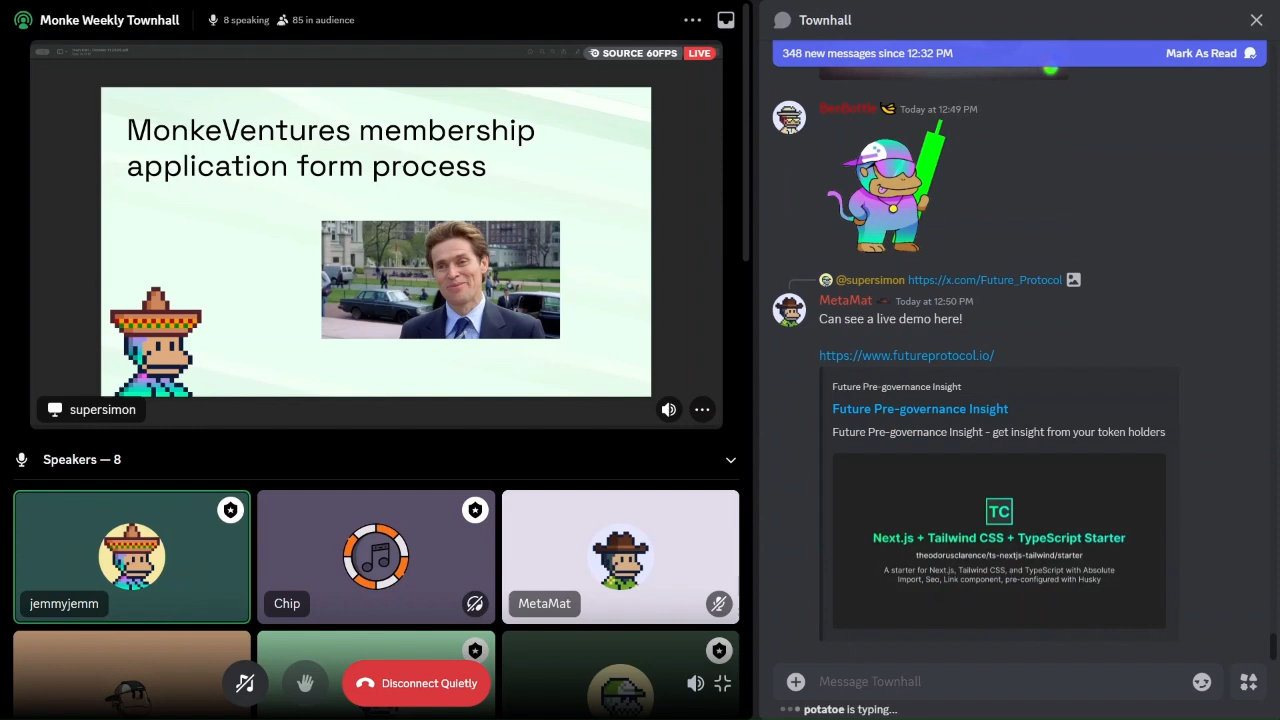 Monke Weekly Townhall
8 speaking
85 in audience
SOURCE 60FPS
LIVE
MonkeVentures membership
application form process
supersimon
Speakers — 8
jemmyjemm
Chip
MetaMat
Disconnect Quietly
Townhall
348 new messages since 12:32 PM
Mark As Read
Today at 12:49 PM
@supersimon https://x.com/Future_Protocol
MetaMat
Today at 12:50 PM
Can see a live demo here!
https://www.futureprotocol.io/
Future Pre-governance Insight
Future Pre-governance Insight
Future Pre-governance Insight - get insight from your token holders
TC
Next.js + Tailwind CSS + TypeScript Starter
theodorusclarence/ts-nextjs-tailwind/starter
A starter for Next.js, Tailwind CSS, and TypeScript with Absolute
Import, Seo, Link component, pre-configured with Husky
Message Townhall
potatoe is typing...